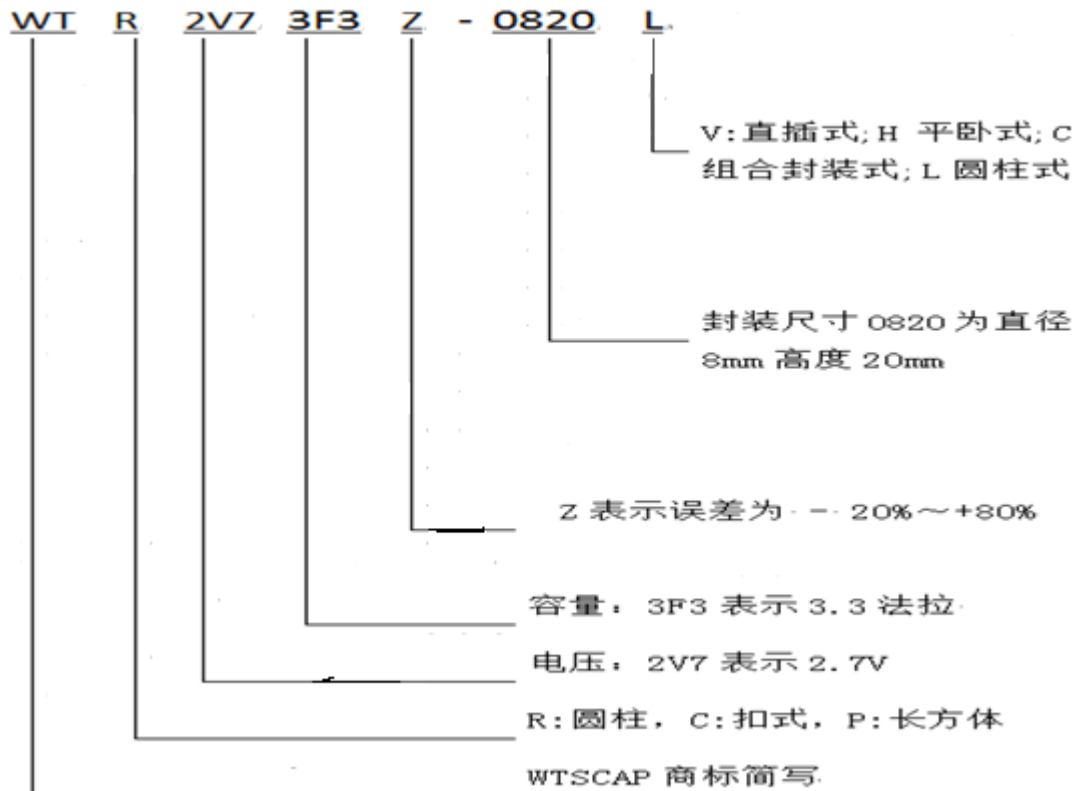 WT R 2V7 3F3 Z - 0820 L
V:直插式;H 平卧式;C
组合封装式;L 圆柱式
封装尺寸 0820 为直径
8mm 高度 20mm
Z 表示误差为 - 20%～+80%
容量：3F3 表示 3.3 法拉
电压：2V7 表示 2.7V
R:圆柱，C:扣式，P:长方体
WTSCAP 商标简写